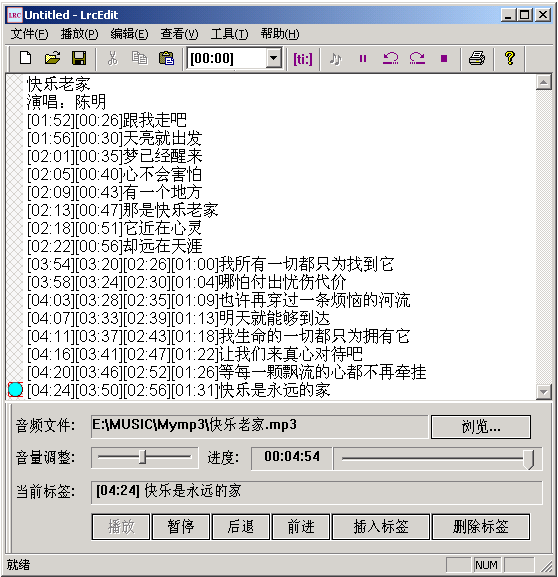 LRC Untitled - LrcEdit
文件(F) 播放(P) 编辑(E) 查看(V) 工具(T) 帮助(H)
[00:00] [ti:]
快乐老家
演唱：陈明
[01:52][00:26]跟我走吧
[01:56][00:30]天亮就出发
[02:01][00:35]梦已经醒来
[02:05][00:40]心不会害怕
[02:09][00:43]有一个地方
[02:13][00:47]那是快乐老家
[02:18][00:51]它近在心灵
[02:22][00:56]却远在天涯
[03:54][03:20][02:26][01:00]我所有一切都只为找到它
[03:58][03:24][02:30][01:04]哪怕付出忧伤代价
[04:03][03:28][02:35][01:09]也许再穿过一条烦恼的河流
[04:07][03:33][02:39][01:13]明天就能够到达
[04:11][03:37][02:43][01:18]我生命的一切都只为拥有它
[04:16][03:41][02:47][01:22]让我们来真心对待吧
[04:20][03:46][02:52][01:26]等每一颗飘流的心都不再牵挂
[04:24][03:50][02:56][01:31]快乐是永远的家
音频文件: E:\MUSIC\Mymp3\快乐老家.mp3 浏览...
音量调整: 进度: 00:04:54
当前标签: [04:24] 快乐是永远的家
播放 暂停 后退 前进 插入标签 删除标签
就绪 NUM